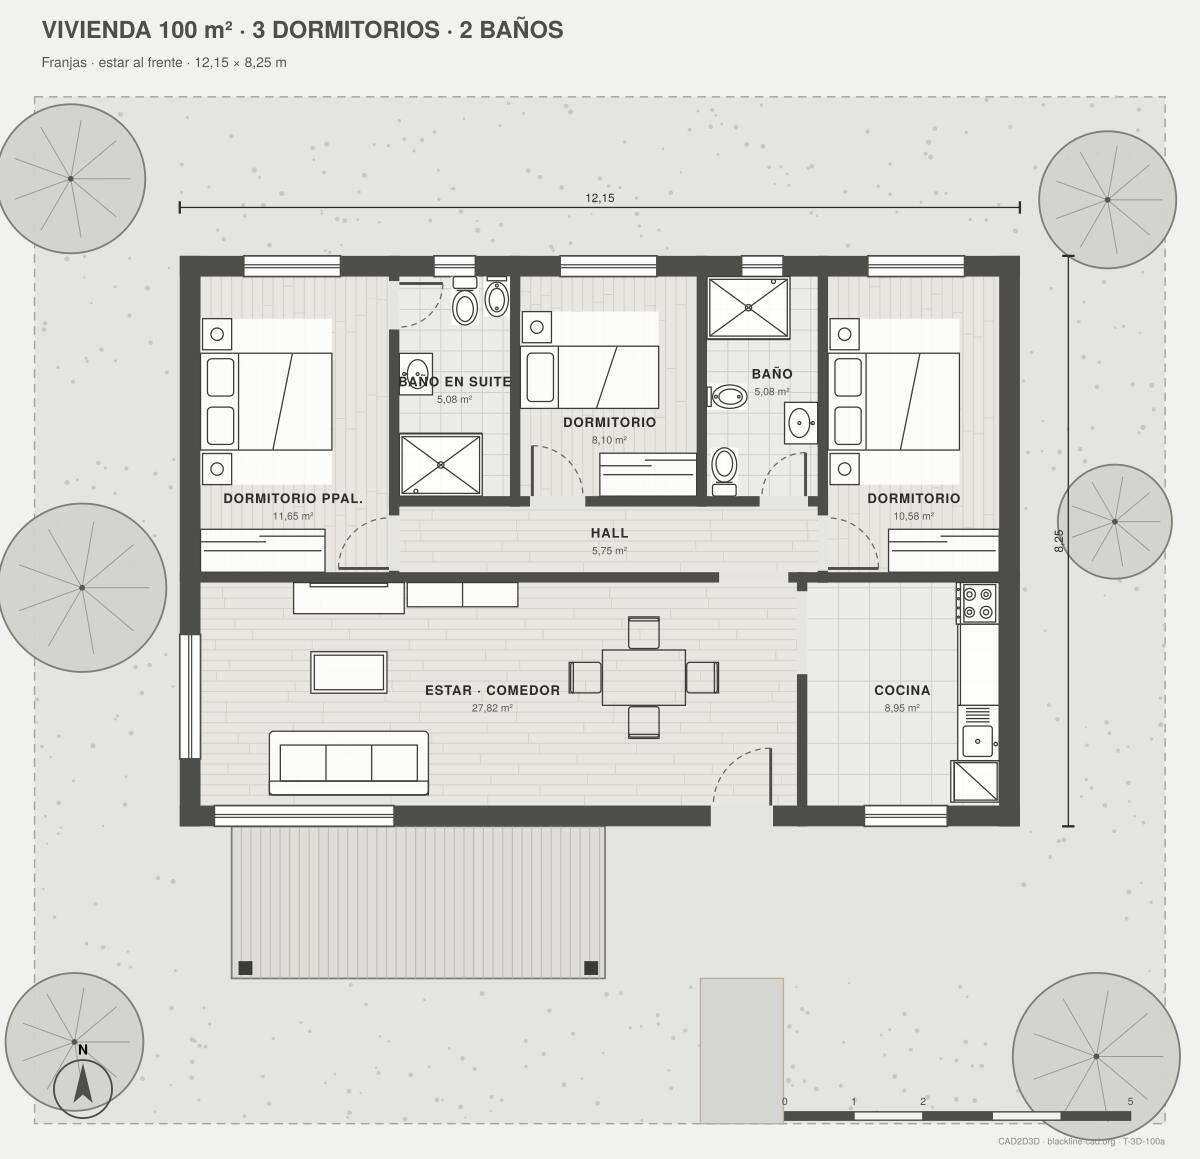 VIVIENDA 100 m² · 3 DORMITORIOS · 2 BAÑOS
Franjas · estar al frente · 12,15 × 8,25 m
12,15
BAÑO EN SUITE
5,08 m²
BAÑO
5,08 m²
DORMITORIO
8,10 m²
DORMITORIO PPAL.
11,65 m²
DORMITORIO
10,58 m²
HALL
5,75 m²
8,25
ESTAR · COMEDOR
27,82 m²
COCINA
8,95 m²
N
0 1 2 5
CAD2D3D · blackline-cad.org · T-3D-100a